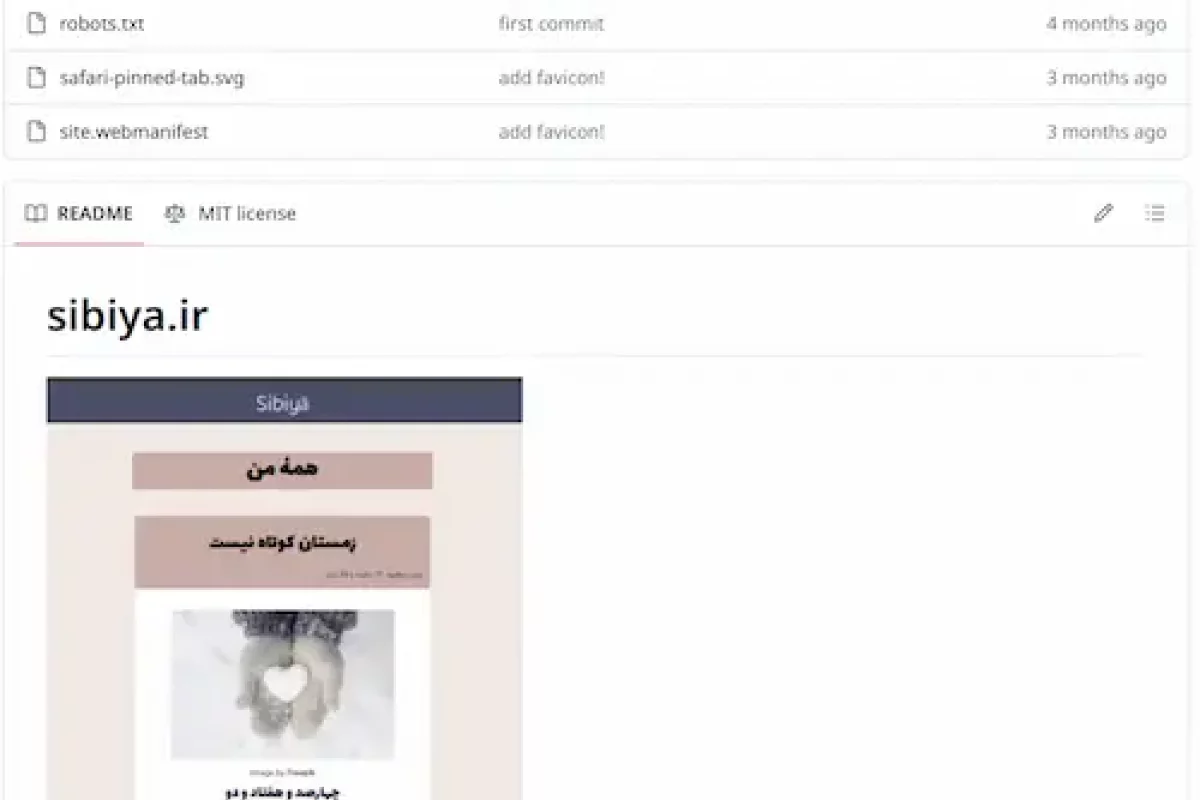 robots.txt first commit 4 months ago
safari-pinned-tab.svg add favicon! 3 months ago
site.webmanifest add favicon! 3 months ago
README MIT license
sibiya.ir
Sibiya
همهٔ من
زمستان کوتاه نیست
Image by Freepik
چهارصد و هفتاد و دو